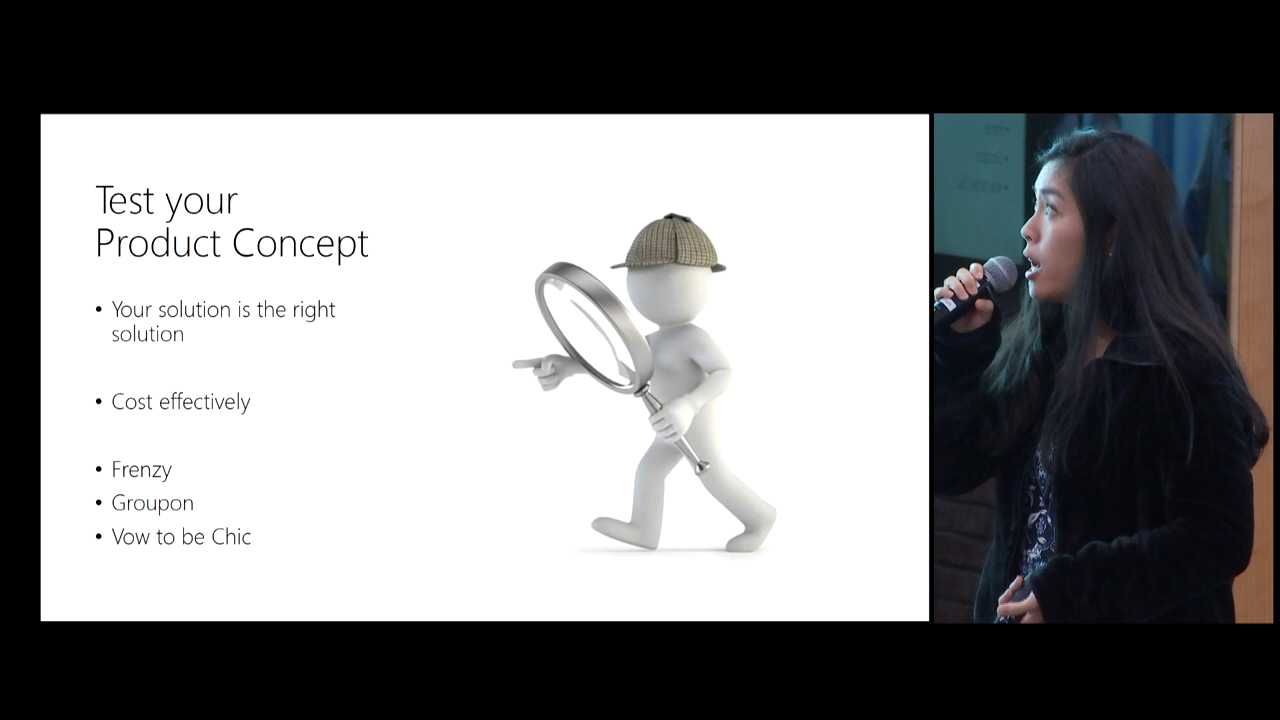 Test your
Product Concept
• Your solution is the right
solution
• Cost effectively
• Frenzy
• Groupon
• Vow to be Chic